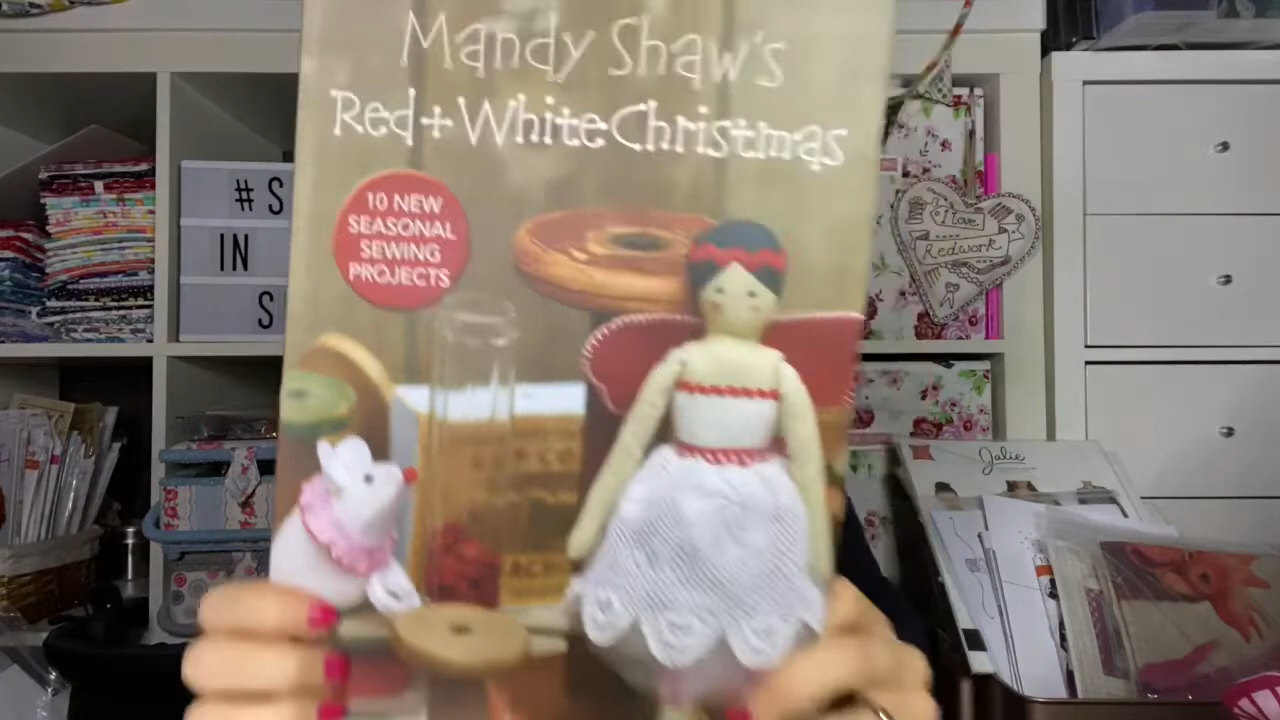 Mandy Shaw's
Red + White Christmas
10 NEW
SEASONAL
SEWING
PROJECTS
# S
IN
S
I love
Redwork
Jalie